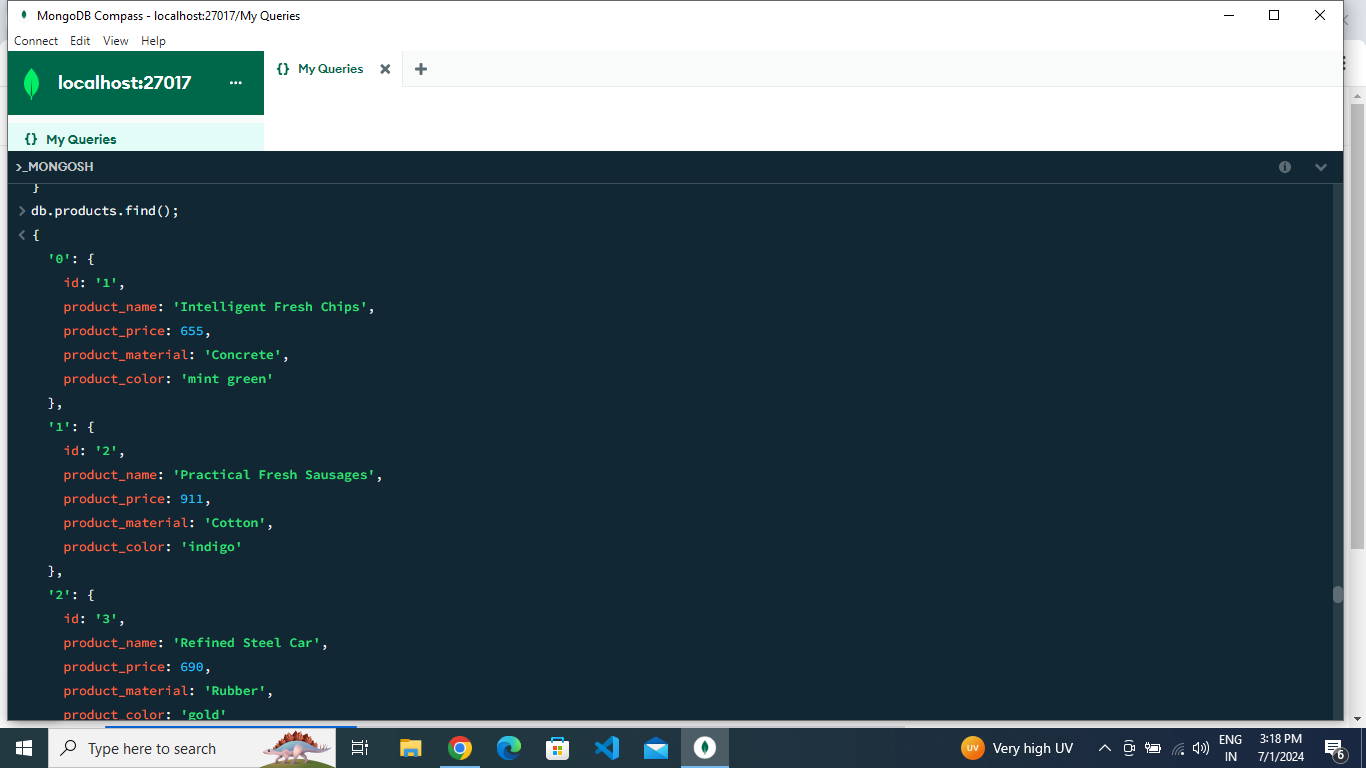 MongoDB Compass - localhost:27017/My Queries
Connect Edit View Help
localhost:27017 ...
{} My Queries
{} My Queries
>_MONGOSH
}
db.products.find();
{
'0': {
id: '1',
product_name: 'Intelligent Fresh Chips',
product_price: 655,
product_material: 'Concrete',
product_color: 'mint green'
},
'1': {
id: '2',
product_name: 'Practical Fresh Sausages',
product_price: 911,
product_material: 'Cotton',
product_color: 'indigo'
},
'2': {
id: '3',
product_name: 'Refined Steel Car',
product_price: 690,
product_material: 'Rubber',
product_color: 'gold'
Type here to search
UV Very high UV
ENG
IN
3:18 PM
7/1/2024
6